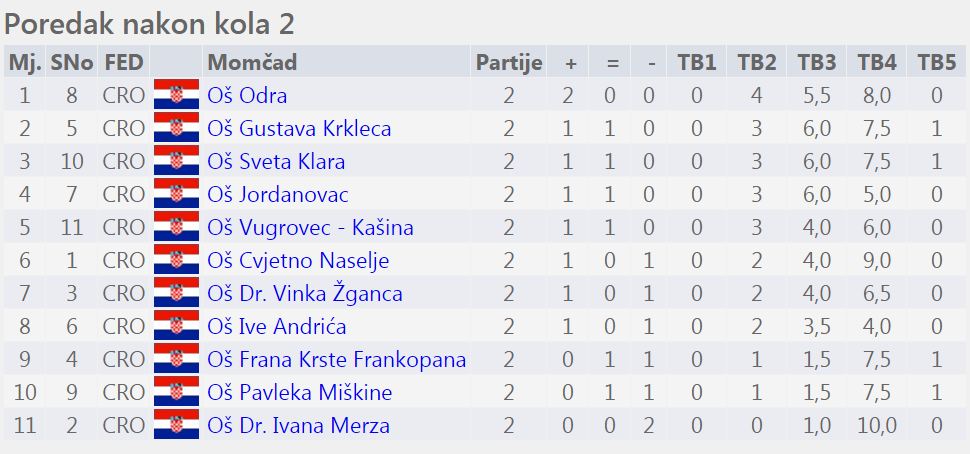 Poredak nakon kola 2
Mj. SNo FED Momčad Partije + = - TB1 TB2 TB3 TB4 TB5
1 8 CRO Oš Odra 2 2 0 0 0 4 5,5 8,0 0
2 5 CRO Oš Gustava Krkleca 2 1 1 0 0 3 6,0 7,5 1
3 10 CRO Oš Sveta Klara 2 1 1 0 0 3 6,0 7,5 1
4 7 CRO Oš Jordanovac 2 1 1 0 0 3 6,0 5,0 0
5 11 CRO Oš Vugrovec - Kašina 2 1 1 0 0 3 4,0 6,0 0
6 1 CRO Oš Cvjetno Naselje 2 1 0 1 0 2 4,0 9,0 0
7 3 CRO Oš Dr. Vinka Žganca 2 1 0 1 0 2 4,0 6,5 0
8 6 CRO Oš Ive Andrića 2 1 0 1 0 2 3,5 4,0 0
9 4 CRO Oš Frana Krste Frankopana 2 0 1 1 0 1 1,5 7,5 1
10 9 CRO Oš Pavleka Miškine 2 0 1 1 0 1 1,5 7,5 1
11 2 CRO Oš Dr. Ivana Merza 2 0 0 2 0 0 1,0 10,0 0